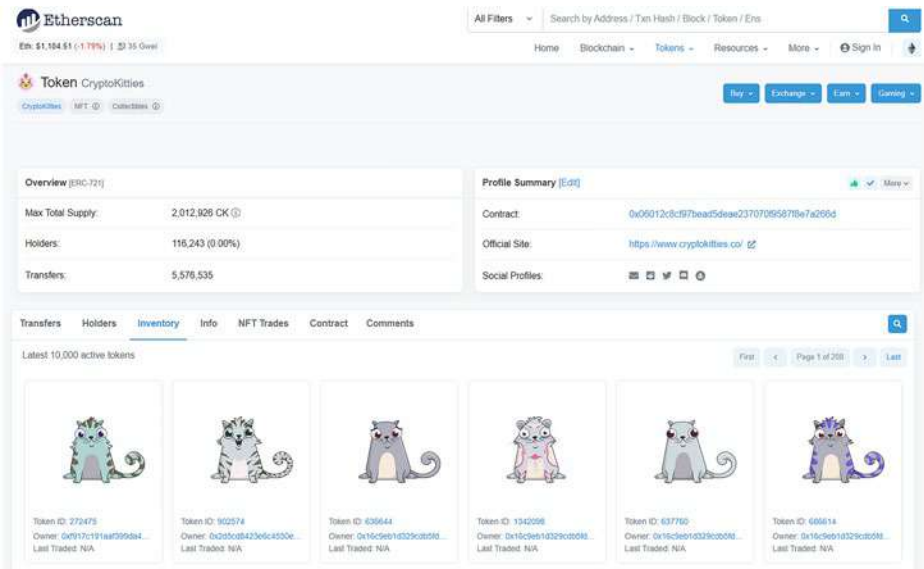 Etherscan
All Filters
Search by Address / Txn Hash / Block / Token / Ens
Eth: $1,104.51 (-1.79%) | 35 Gwei
Home Blockchain Tokens Resources More Sign In
Token CryptoKitties
CryptoKitties NFT Collectibles
Buy Exchange Earn Gaming
Overview [ERC-721]
Max Total Supply: 2,012,926 CK
Holders: 116,243 (0.00%)
Transfers: 5,576,535
Profile Summary [Edit]
More
Contract: 
Official Site: https://www.cryptokitties.co/
Social Profiles:
Transfers Holders Inventory Info NFT Trades Contract Comments
Latest 10,000 active tokens
First < Page 1 of 208 > Last
Token ID: 272475
Owner:
Last Traded: N/A
Token ID: 902574
Owner:
Last Traded: N/A
Token ID: 636644
Owner: 0x16c9eb1d329cdb5fd...
Last Traded: N/A
Token ID: 1342098
Owner: 0x16c9eb1d329cdb5fd...
Last Traded: N/A
Token ID: 637760
Owner: 0x16c9eb1d329cdb5fd...
Last Traded: N/A
Token ID: 686614
Owner: 0x16c9eb1d329cdb5fd...
Last Traded: N/A